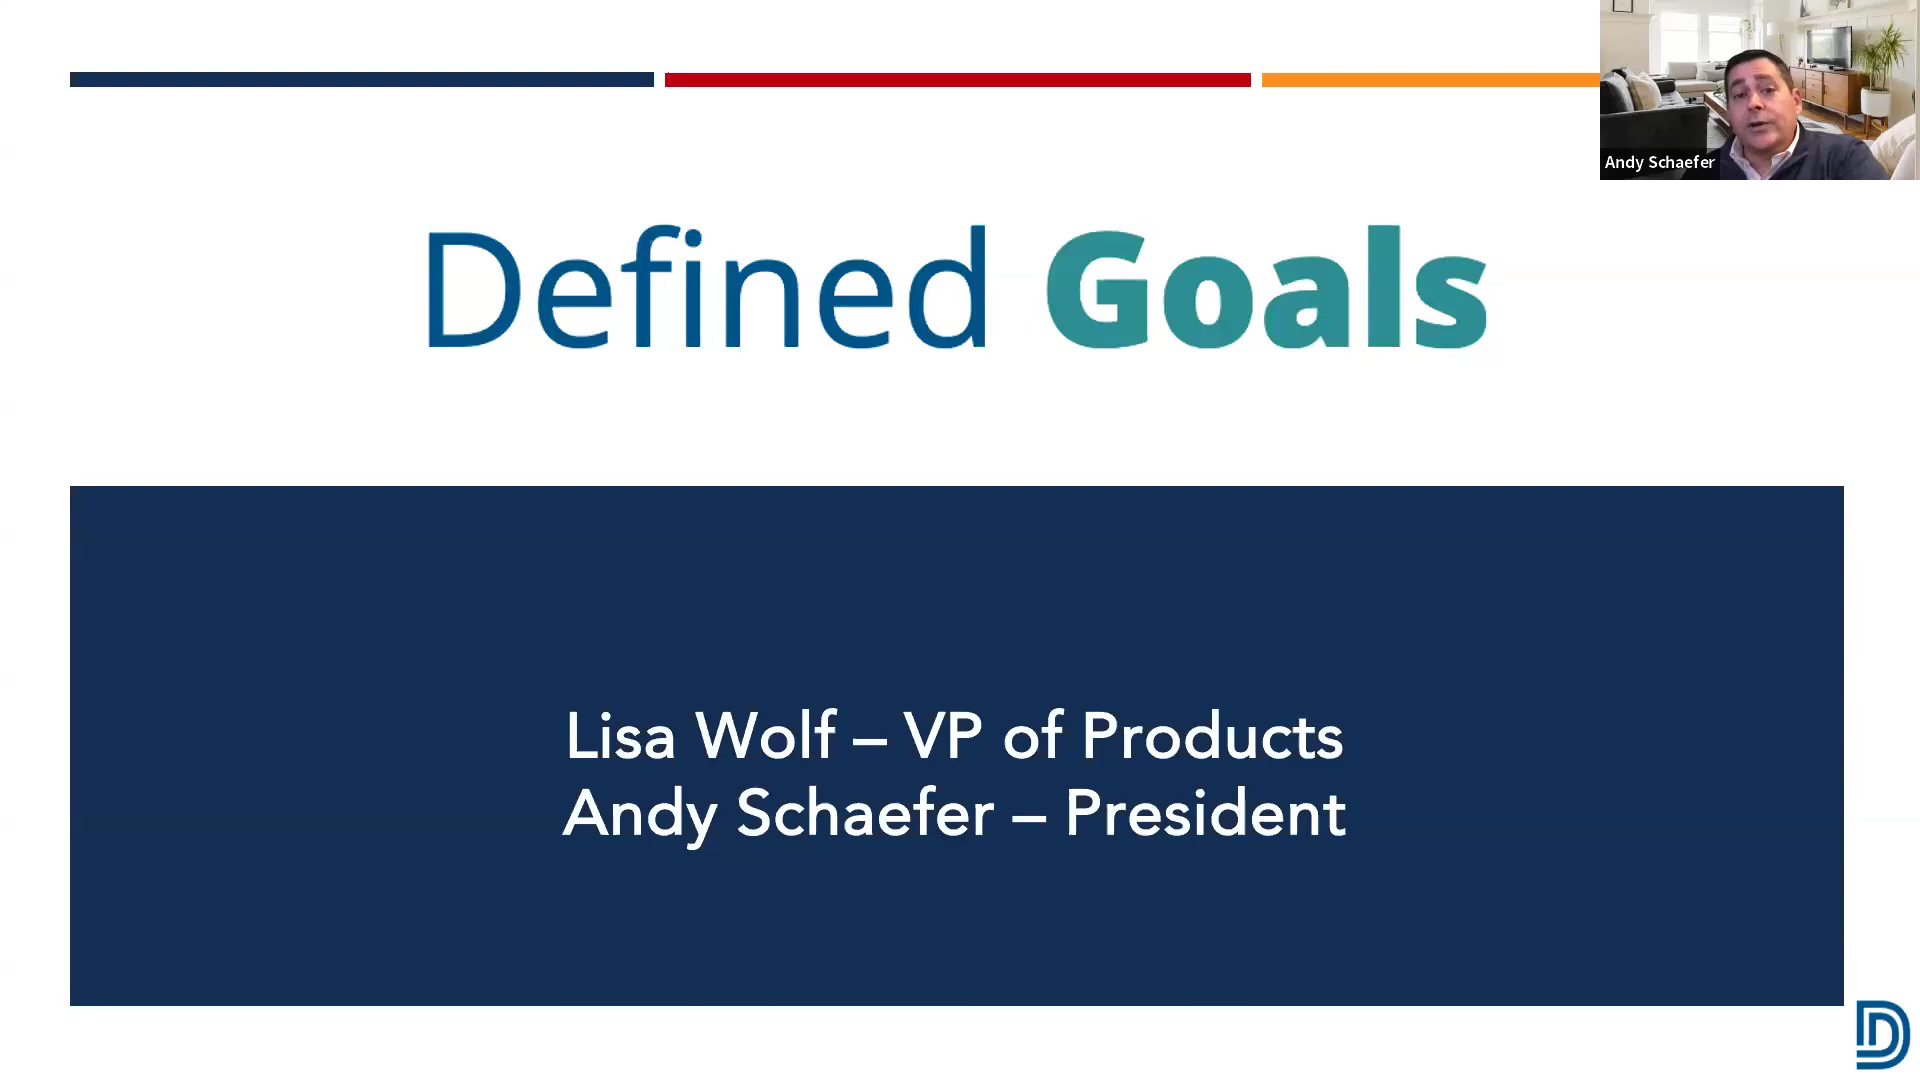 Andy Schaefer
Defined Goals
Lisa Wolf – VP of Products
Andy Schaefer – President
D